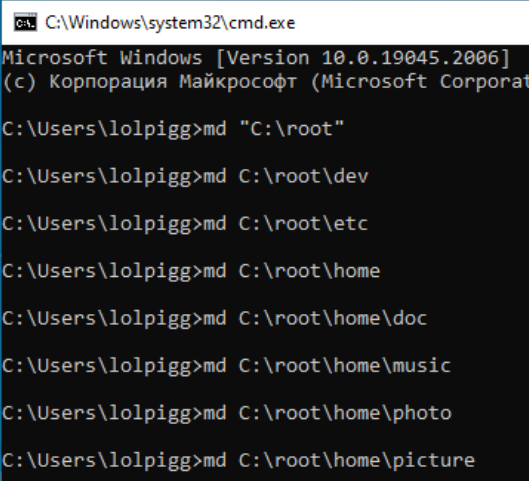 C:\Windows\system32\cmd.exe
Microsoft Windows [Version 10.0.19045.2006]
(c) Корпорация Майкрософт (Microsoft Corporat
C:\Users\lolpigg>md "C:\root"
C:\Users\lolpigg>md C:\root\dev
C:\Users\lolpigg>md C:\root\etc
C:\Users\lolpigg>md C:\root\home
C:\Users\lolpigg>md C:\root\home\doc
C:\Users\lolpigg>md C:\root\home\music
C:\Users\lolpigg>md C:\root\home\photo
C:\Users\lolpigg>md C:\root\home\picture